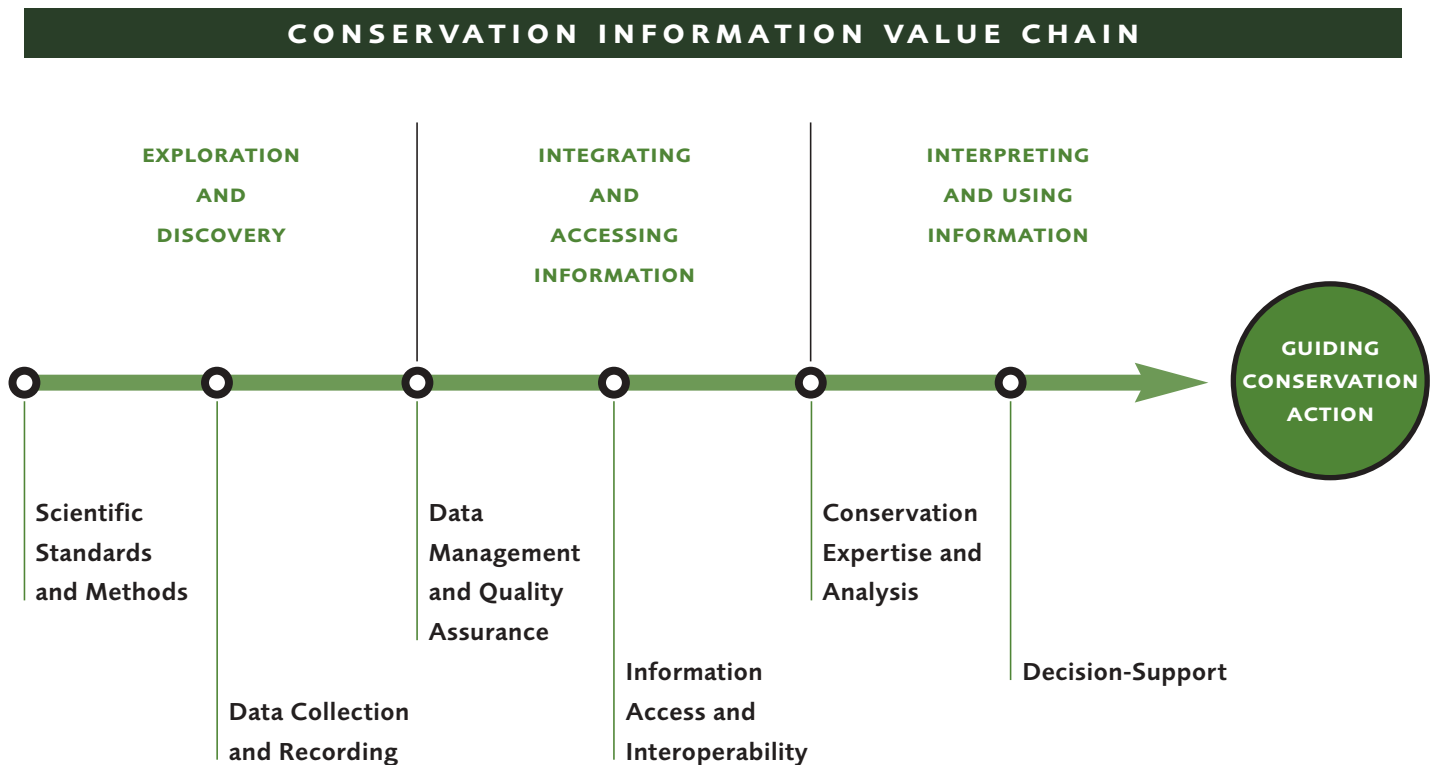 CONSERVATION INFORMATION VALUE CHAIN
EXPLORATION
AND
DISCOVERY
INTEGRATING
AND
ACCESSING
INFORMATION
INTERPRETING
AND USING
INFORMATION
GUIDING
CONSERVATION
ACTION
Scientific
Standards
and Methods
Data Collection
and Recording
Data
Management
and Quality
Assurance
Information
Access and
Interoperability
Conservation
Expertise and
Analysis
Decision-Support